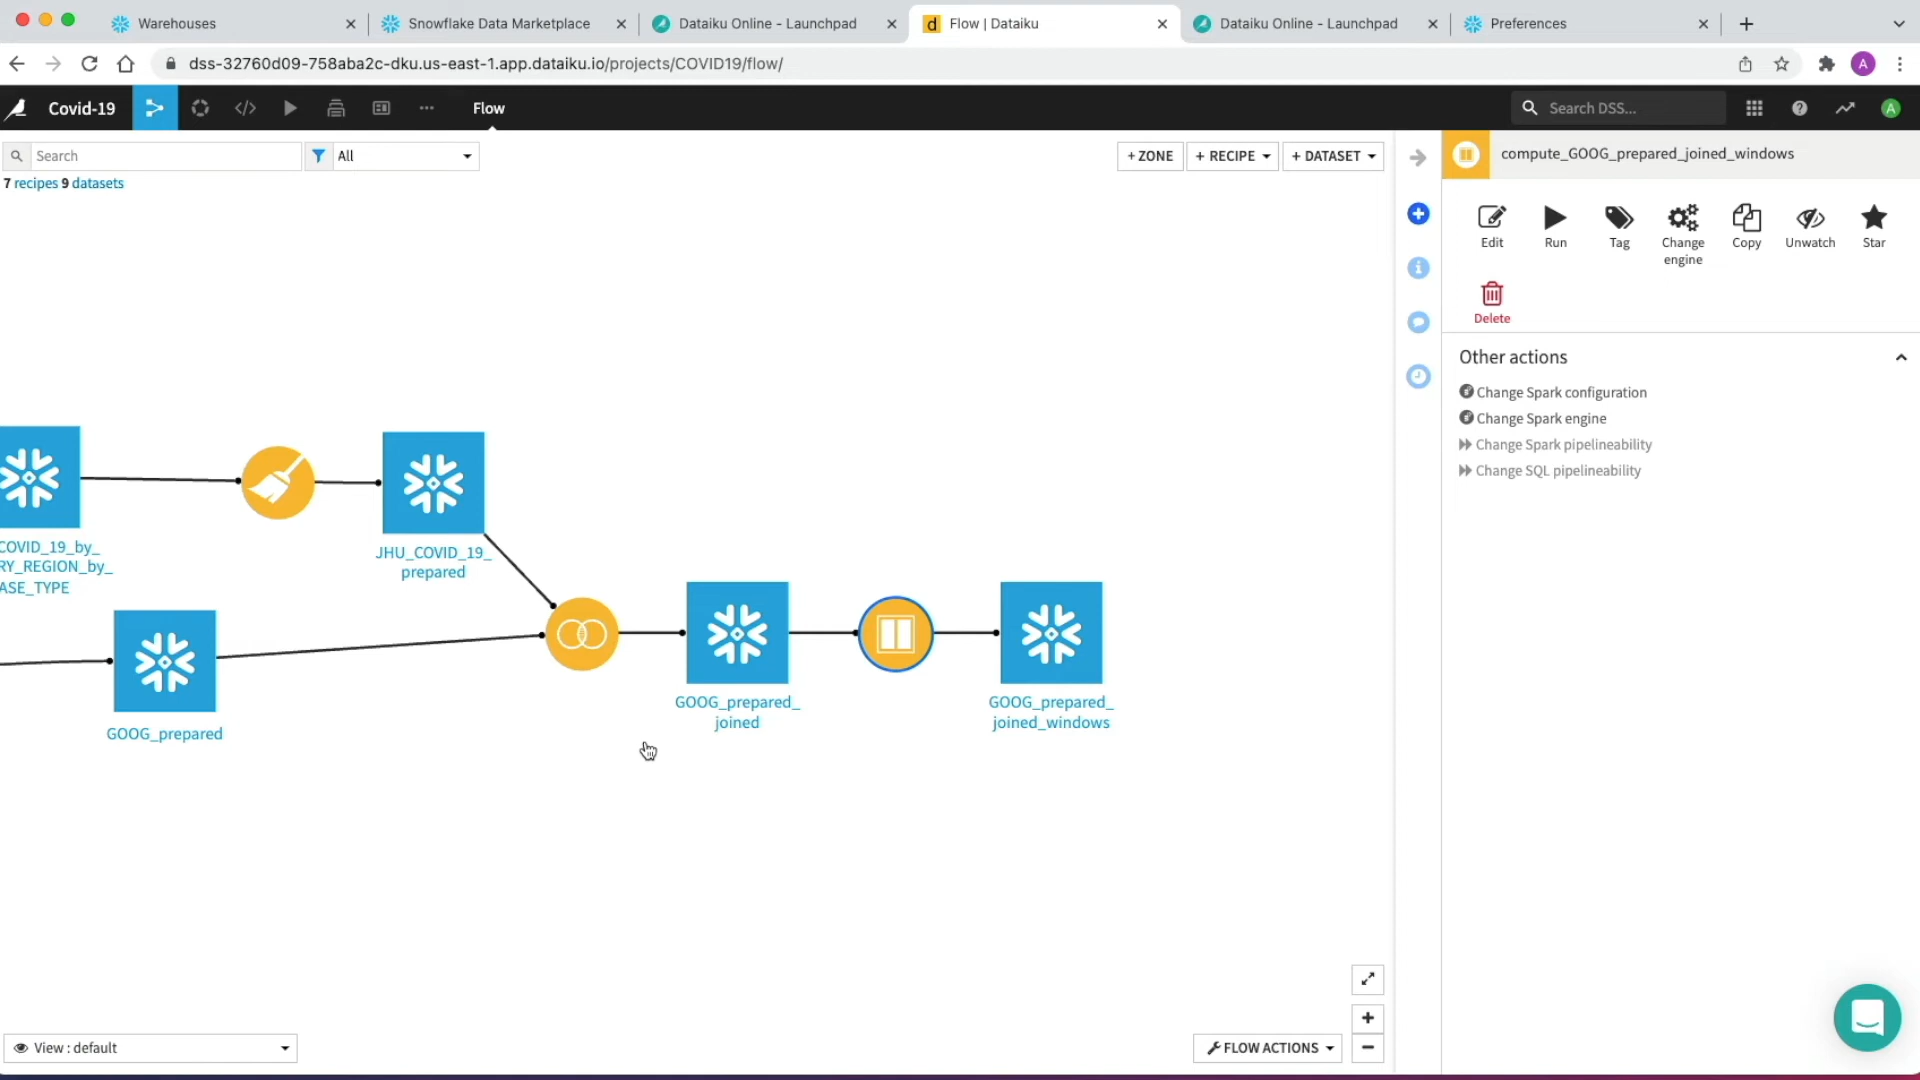 Warehouses
Snowflake Data Marketplace
Dataiku Online - Launchpad
d
Flow | Dataiku
Dataiku Online - Launchpad
Preferences
dss-32760d09-758aba2c-dku.us-east-1.app.dataiku.io/projects/COVID19/flow/
A
Covid-19
Flow
Search DSS...
A
Search
All
+ ZONE
+ RECIPE
+ DATASET
7 recipes 9 datasets
compute_GOOG_prepared_joined_windows
Edit
Run
Tag
Change
engine
Copy
Unwatch
Star
Delete
Other actions
Change Spark configuration
Change Spark engine
Change Spark pipelineability
Change SQL pipelineability
COVID_19_by_
RY_REGION_by_
ASE_TYPE
JHU_COVID_19_
prepared
GOOG_prepared
GOOG_prepared_
joined
GOOG_prepared_
joined_windows
View : default
FLOW ACTIONS